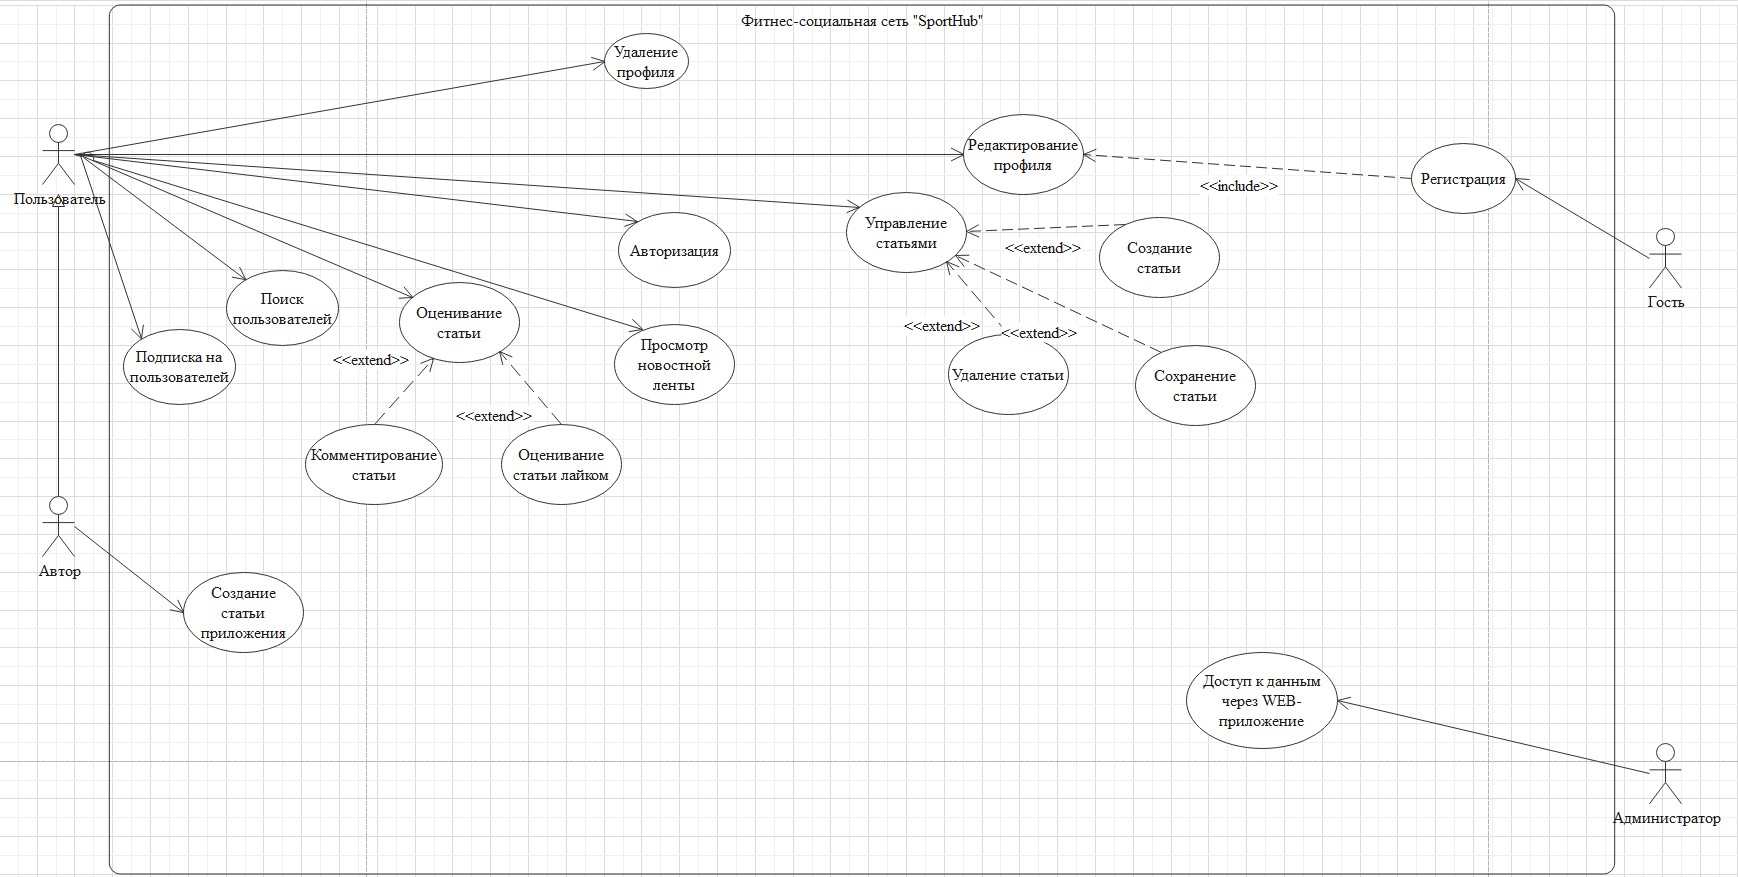 Фитнес-социальная сеть "SportHub"
Удаление
профиля
Пользователь
Редактирование
профиля
Регистрация
<<include>>
Управление
статьями
<<extend>>
Создание
статьи
Авторизация
Гость
Поиск
пользователей
Оценивание
статьи
<<extend>>
<<extend>>
Просмотр
новостной
ленты
Подписка на
пользователей
<<extend>>
Удаление статьи
Сохранение
статьи
<<extend>>
Комментирование
статьи
Оценивание
статьи лайком
Автор
Создание
статьи
приложения
Доступ к данным
через WEB-
приложение
Администратор